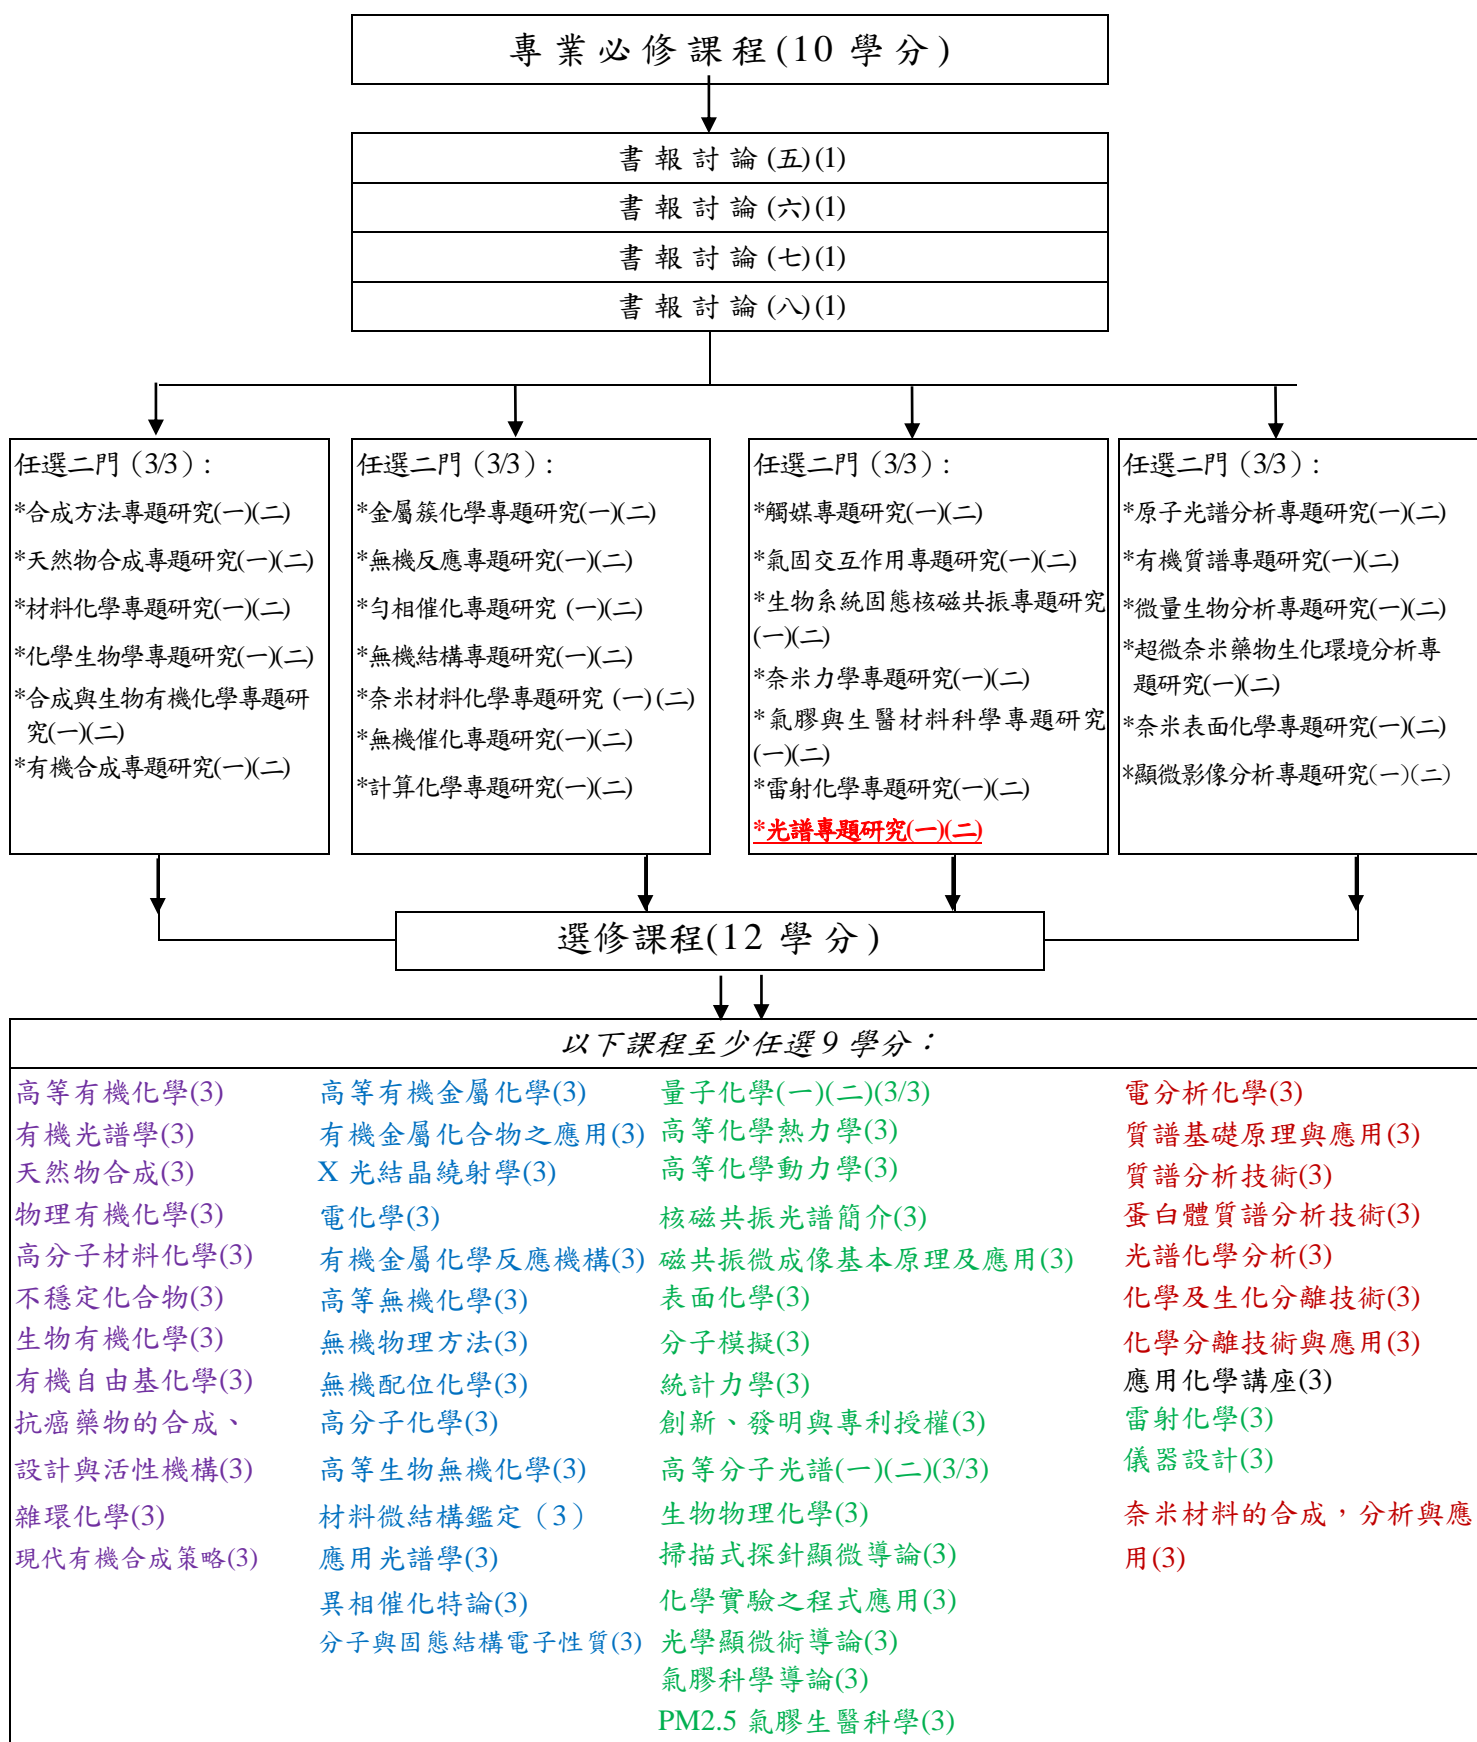 專業必修課程(10 學分)
書報討論(五)(1)
書報討論(六)(1)
書報討論(七)(1)
書報討論(八)(1)
任選二門（3/3）:
*合成方法專題研究(一)(二)
*天然物合成專題研究(一)(二)
*材料化學專題研究(一)(二)
*化學生物學專題研究(一)(二)
*合成與生物有機化學專題研
究(一)(二)
*有機合成專題研究(一)(二)
任選二門（3/3）:
*金屬簇化學專題研究(一)(二)
*無機反應專題研究(一)(二)
*勻相催化專題研究 (一)(二)
*無機結構專題研究(一)(二)
*奈米材料化學專題研究 (一)(二)
*無機催化專題研究(一)(二)
*計算化學專題研究(一)(二)
任選二門（3/3）:
*觸媒專題研究(一)(二)
*氣固交互作用專題研究(一)(二)
*生物系統固態核磁共振專題研究
(一)(二)
*奈米力學專題研究(一)(二)
*氣膠與生醫材料科學專題研究
(一)(二)
*雷射化學專題研究(一)(二)
*光譜專題研究(一)(二)
任選二門（3/3）:
*原子光譜分析專題研究(一)(二)
*有機質譜專題研究(一)(二)
*微量生物分析專題研究(一)(二)
*超微奈米藥物生化環境分析專
題研究(一)(二)
*奈米表面化學專題研究(一)(二)
*顯微影像分析專題研究(一)(二)
選修課程(12 學分)
以下課程至少任選9 學分：
高等有機化學(3)
有機光譜學(3)
天然物合成(3)
物理有機化學(3)
高分子材料化學(3)
不穩定化合物(3)
生物有機化學(3)
有機自由基化學(3)
抗癌藥物的合成、
設計與活性機構(3)
雜環化學(3)
現代有機合成策略(3)
高等有機金屬化學(3)
有機金屬化合物之應用(3)
X 光結晶繞射學(3)
電化學(3)
有機金屬化學反應機構(3)
高等無機化學(3)
無機物理方法(3)
無機配位化學(3)
高分子化學(3)
高等生物無機化學(3)
材料微結構鑑定（3）
應用光譜學(3)
異相催化特論(3)
分子與固態結構電子性質(3)
量子化學(一)(二)(3/3)
高等化學熱力學(3)
高等化學動力學(3)
核磁共振光譜簡介(3)
磁共振微成像基本原理及應用(3)
表面化學(3)
分子模擬(3)
統計力學(3)
創新、發明與專利授權(3)
高等分子光譜(一)(二)(3/3)
生物物理化學(3)
掃描式探針顯微導論(3)
化學實驗之程式應用(3)
光學顯微術導論(3)
氣膠科學導論(3)
PM2.5 氣膠生醫科學(3)
電分析化學(3)
質譜基礎原理與應用(3)
質譜分析技術(3)
蛋白體質譜分析技術(3)
光譜化學分析(3)
化學及生化分離技術(3)
化學分離技術與應用(3)
應用化學講座(3)
雷射化學(3)
儀器設計(3)
奈米材料的合成，分析與應
用(3)